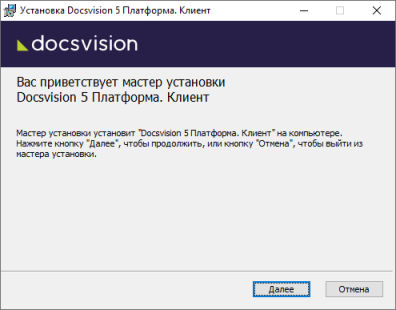 Установка Docsvision 5 Платформа. Клиент
docsvision
Вас приветствует мастер установки
Docsvision 5 Платформа. Клиент
Мастер установки установит "Docsvision 5 Платформа. Клиент" на компьютере.
Нажмите кнопку "Далее", чтобы продолжить, или кнопку "Отмена", чтобы выйти из
мастера установки.
Далее
Отмена